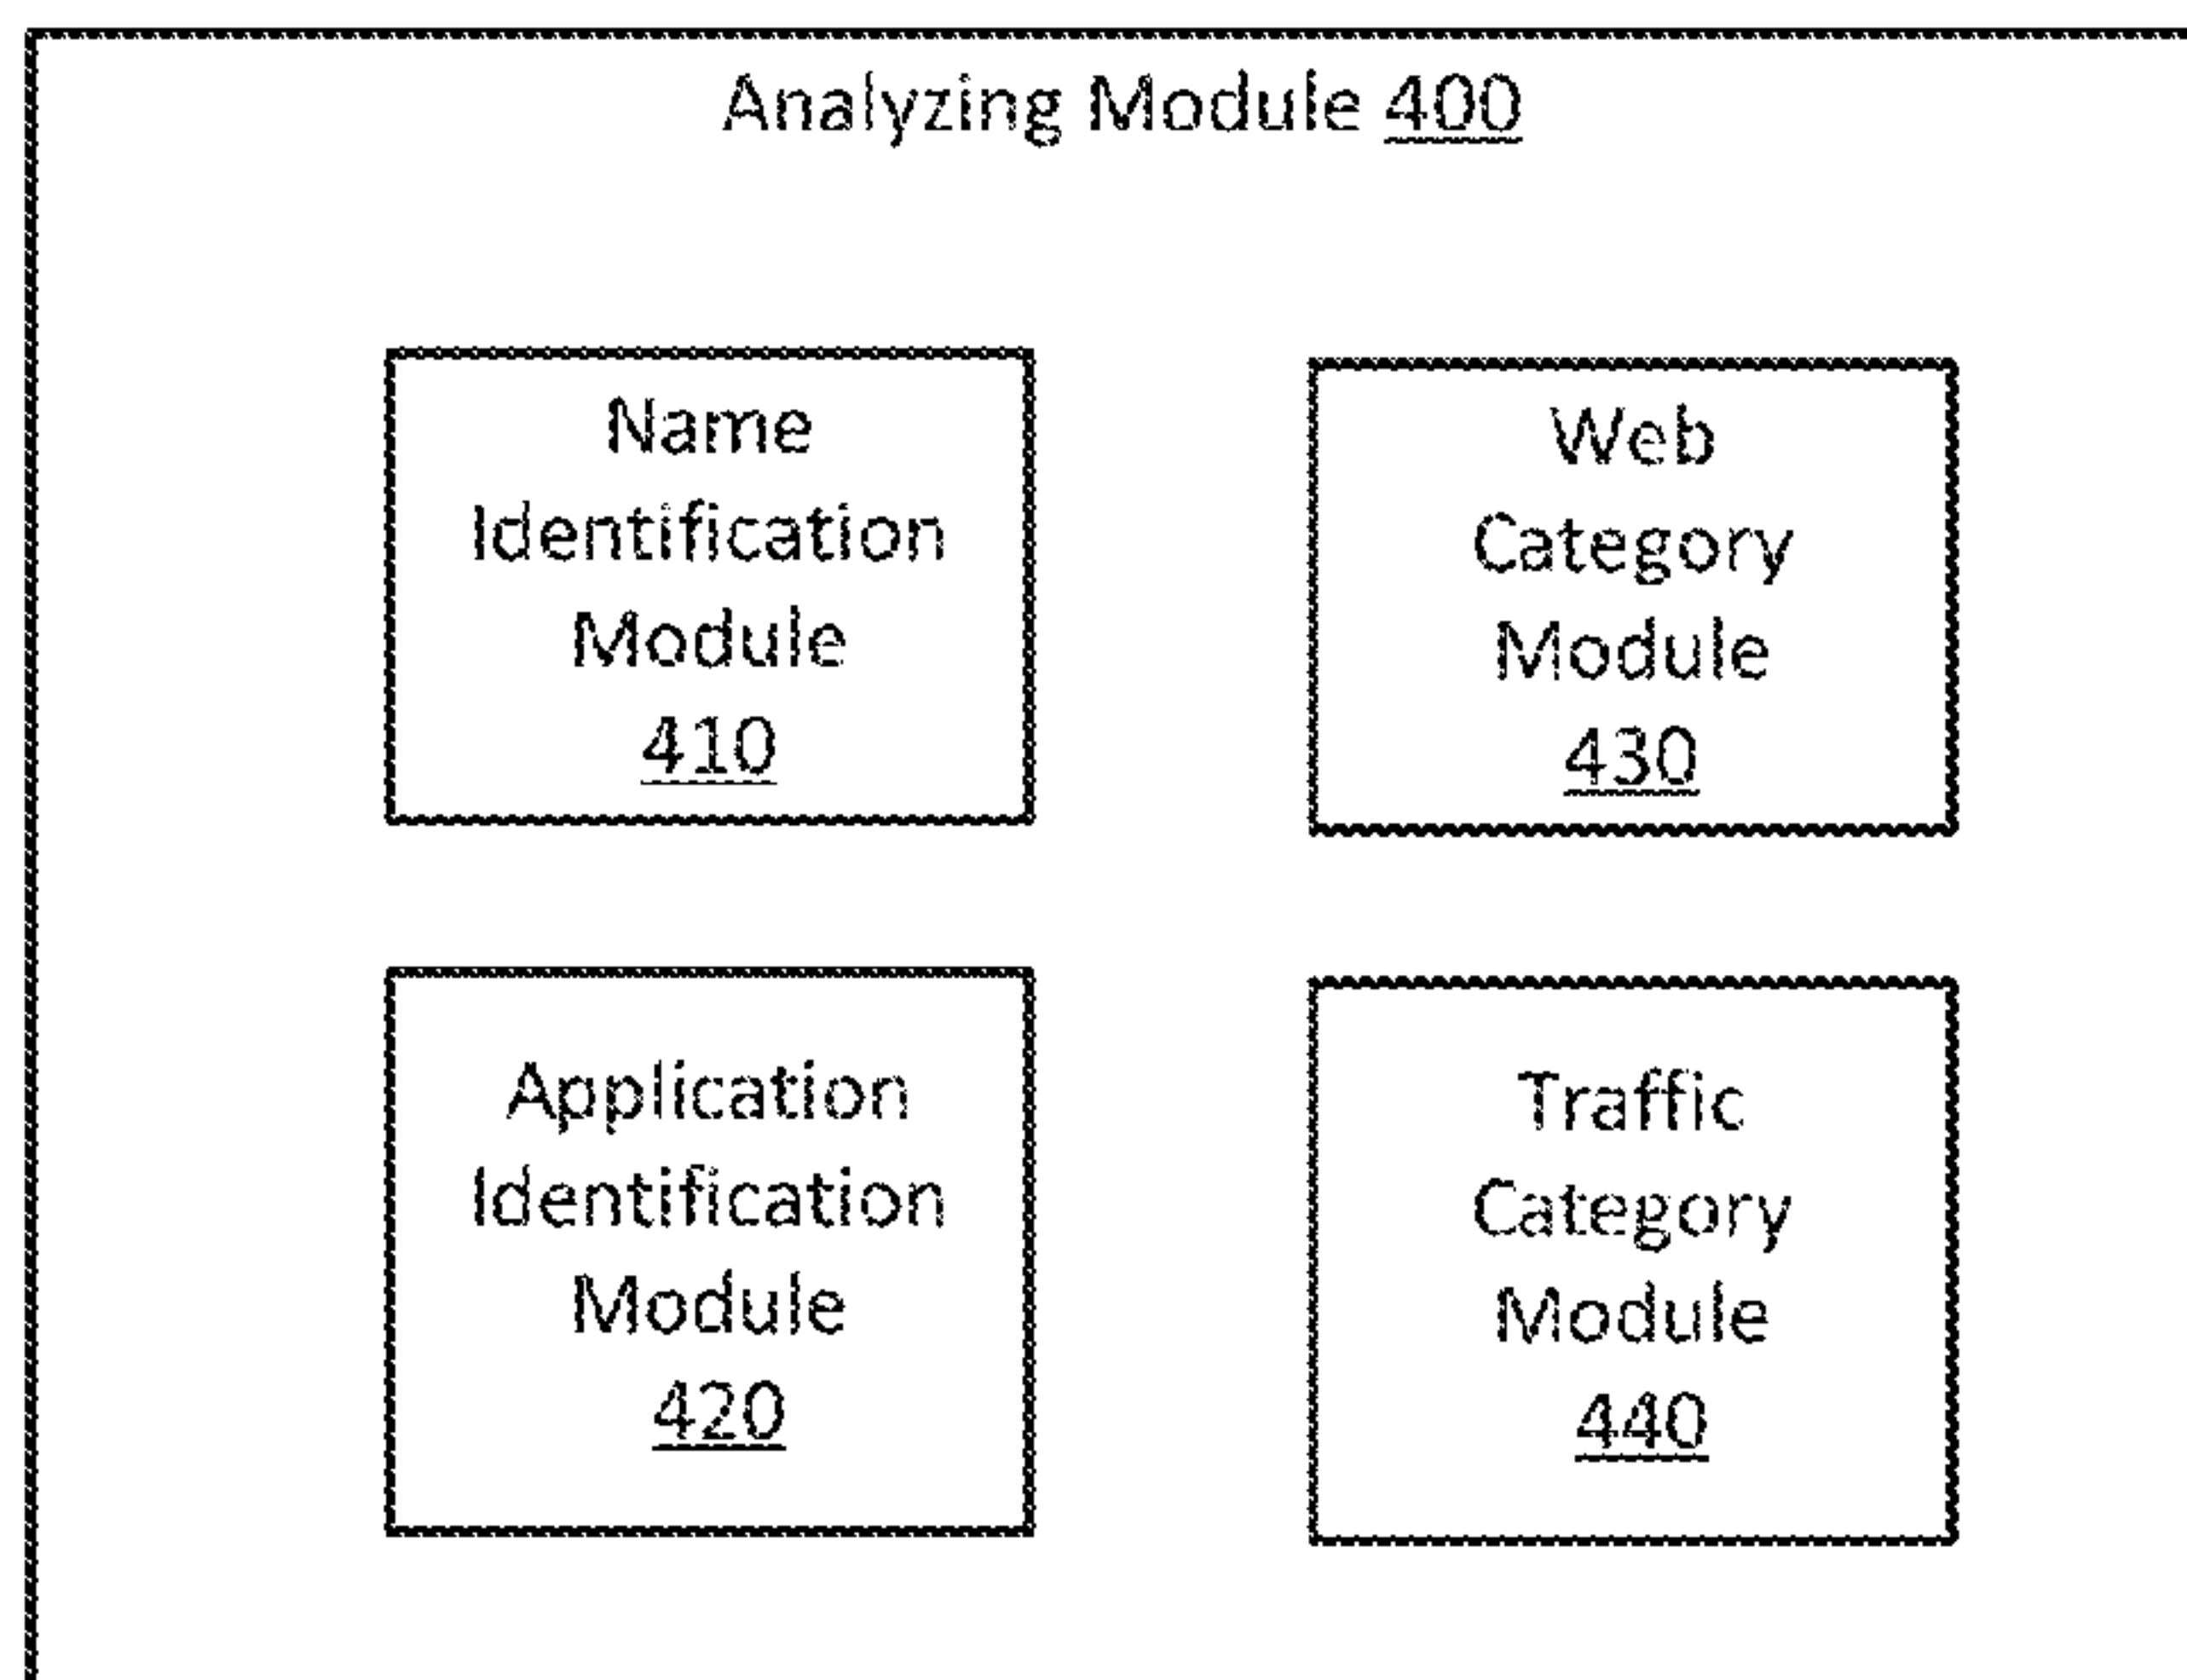 Analyzing Module 400
Name
Identification
Module
410
Web
Category
Module
430
Application
Identification
Module
420
Traffic
Category
Module
440